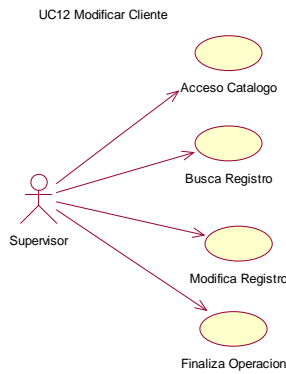 UC12 Modificar Cliente
Acceso Catalogo
Busca Registro
Supervisor
Modifica Registro
Finaliza Operacion